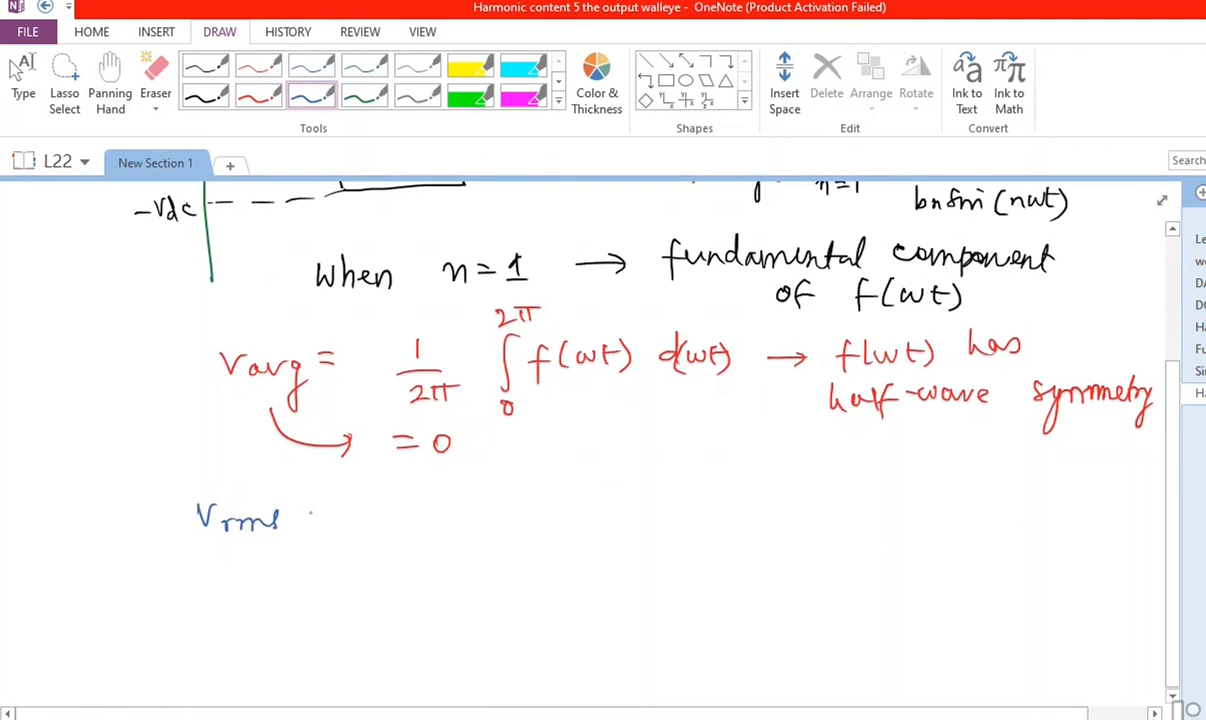 Harmonic content 5 the output walleye - OneNote (Product Activation Failed)
FILE HOME INSERT DRAW HISTORY REVIEW VIEW
Type Lasso Select Panning Hand Eraser Color & Thickness Insert Space Delete Arrange Rotate Ink to Text Ink to Math
Tools Shapes Edit Convert
L22 New Section 1 + Search
-Vdc n=1 bn sin (nωt)
when n = 1 → fundamental component
of f(ωt)
Vavg = 1/2π ∫₀^2π f(ωt) d(ωt) → f(ωt) has
half-wave symmetry
= 0
Vrms